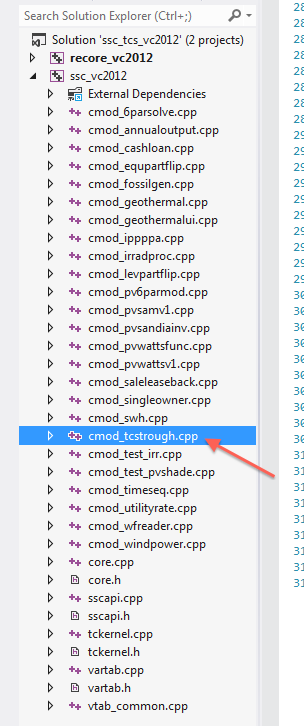 Search Solution Explorer (Ctrl+;)
Solution 'ssc_tcs_vc2012' (2 projects)
recore_vc2012
ssc_vc2012
External Dependencies
cmod_6parsolve.cpp
cmod_annualoutput.cpp
cmod_cashloan.cpp
cmod_equpartflip.cpp
cmod_fossilgen.cpp
cmod_geothermal.cpp
cmod_geothermalui.cpp
cmod_ippppa.cpp
cmod_irradproc.cpp
cmod_levpartflip.cpp
cmod_pv6parmod.cpp
cmod_pvsamv1.cpp
cmod_pvsandiainv.cpp
cmod_pvwattsfunc.cpp
cmod_pvwattsv1.cpp
cmod_saleleaseback.cpp
cmod_singleowner.cpp
cmod_swh.cpp
cmod_tcstrough.cpp
cmod_test_irr.cpp
cmod_test_pvshade.cpp
cmod_timeseq.cpp
cmod_utilityrate.cpp
cmod_wfreader.cpp
cmod_windpower.cpp
core.cpp
core.h
sscapi.cpp
sscapi.h
tckernel.cpp
tckernel.h
vartab.cpp
vartab.h
vtab_common.cpp